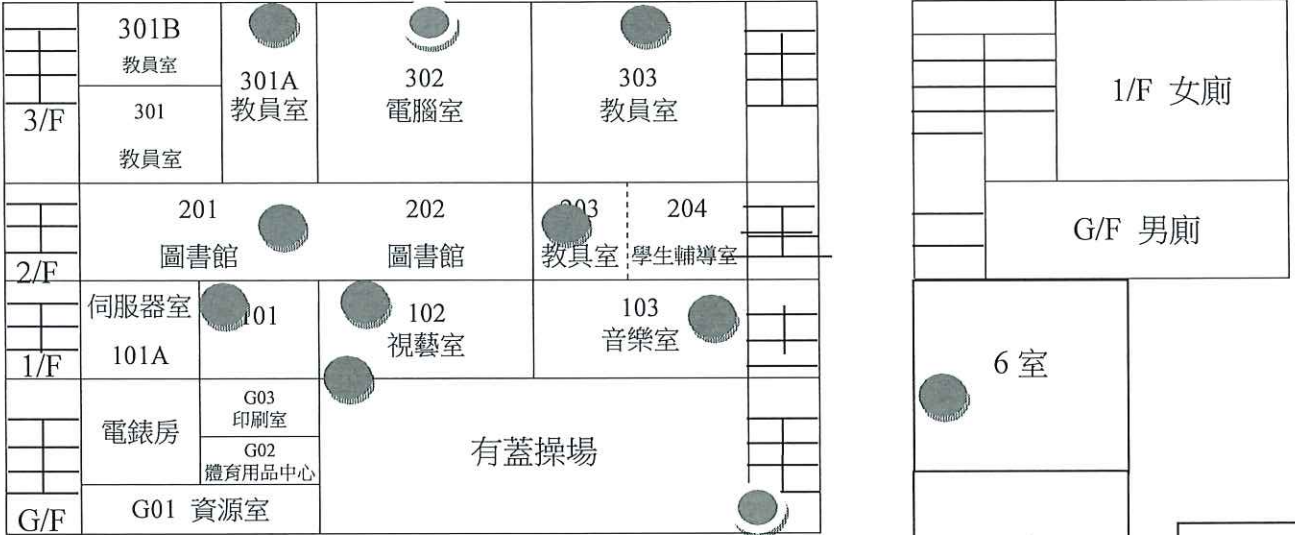 301B
教員室
301
教員室
3/F
301A
教員室
302
電腦室
303
教員室
1/F 女廁
201
圖書館
202
圖書館
教具室
204
學生輔導室
2/F
G/F 男廁
伺服器室
101A
1/F
102
視藝室
103
音樂室
6 室
電錶房
G03
印刷室
G02
體育用品中心
G01 資源室
有蓋操場
G/F